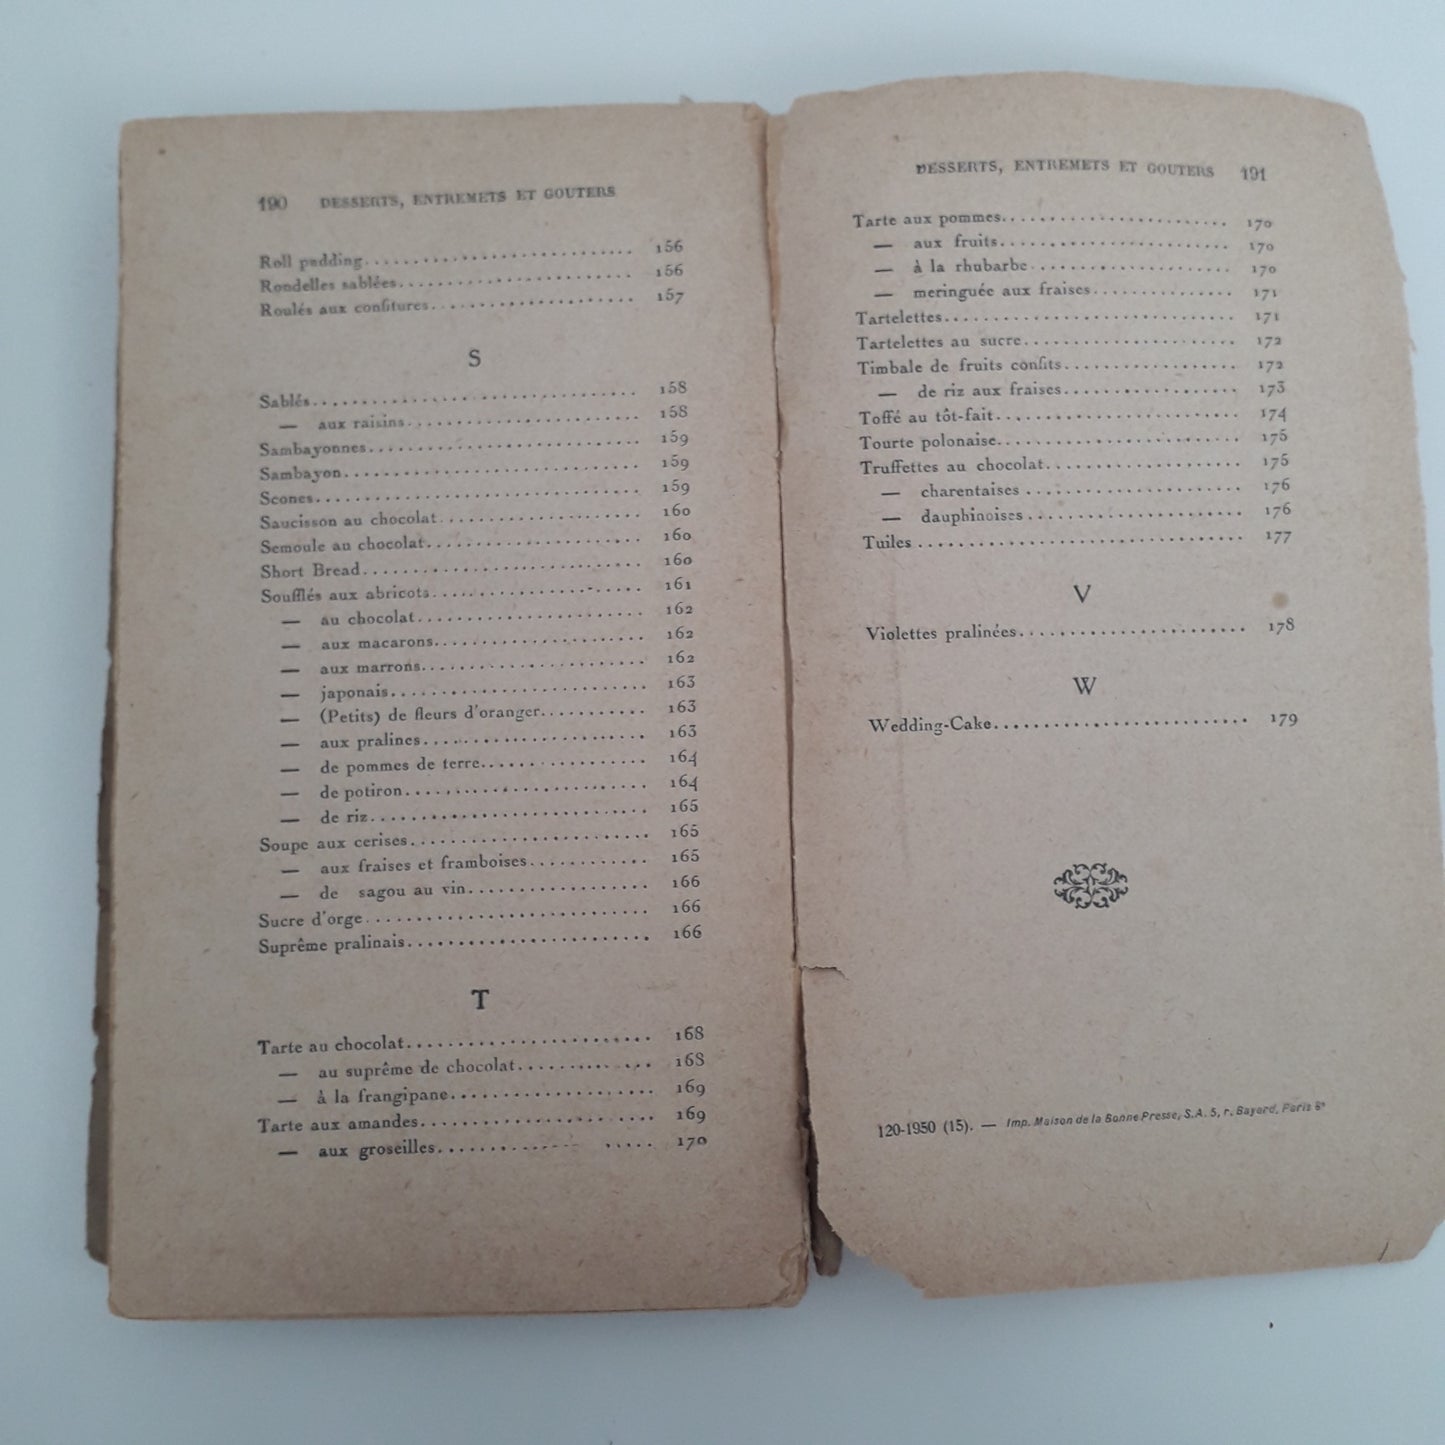 190 DESSERTS, ENTREMETS ET GOUTERS
Roll pudding.......................... 156
Rondelles sablées.......................... 156
Roulés aux confitures.......................... 157
S
Sablés.......................... 158
— aux raisins.......................... 158
Sambayonnes.......................... 159
Sambayon.......................... 159
Scones.......................... 159
Saucisson au chocolat.......................... 160
Semoule au chocolat.......................... 160
Short Bread.......................... 160
Soufflés aux abricots.......................... 161
— au chocolat.......................... 162
— aux macarons.......................... 162
— aux marrons.......................... 162
— japonais.......................... 163
— (Petits) de fleurs d'oranger.......................... 163
— aux pralines.......................... 163
— de pommes de terre.......................... 164
— de potiron.......................... 164
— de riz.......................... 165
Soupe aux cerises.......................... 165
— aux fraises et framboises.......................... 165
— de sagou au vin.......................... 166
Sucre d'orge.......................... 166
Suprême pralinais.......................... 166
T
Tarte au chocolat.......................... 168
— au suprême de chocolat.......................... 168
— à la frangipane.......................... 169
Tarte aux amandes.......................... 169
— aux groseilles.......................... 170
DESSERTS, ENTREMETS ET GOUTERS 191
Tarte aux pommes.......................... 170
— aux fruits.......................... 170
— à la rhubarbe.......................... 170
— meringuée aux fraises.......................... 171
Tartelettes.......................... 171
Tartelettes au sucre.......................... 172
Timbale de fruits confits.......................... 172
— de riz aux fraises.......................... 173
Toffé au tôt-fait.......................... 174
Tourte polonaise.......................... 175
Truffettes au chocolat.......................... 175
— charentaises.......................... 176
— dauphinoises.......................... 176
Tuiles.......................... 177
V
Violettes pralinées.......................... 178
W
Wedding-Cake.......................... 179
120-1950 (15). — Imp. Maison de la Bonne Presse, S.A. 5, r. Bayard, Paris 8e